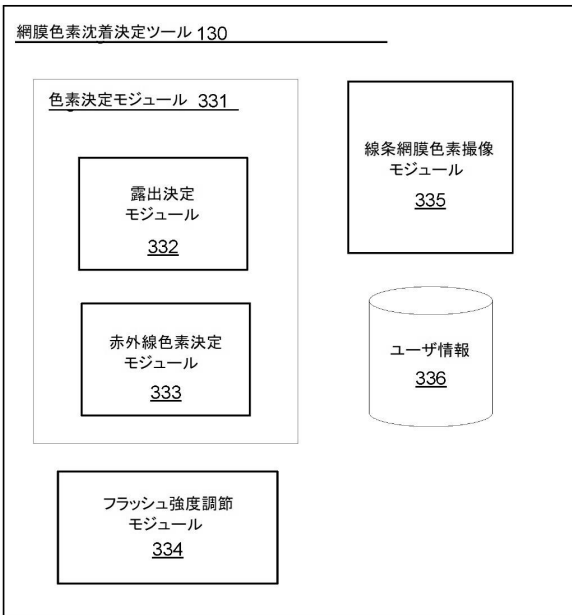 網膜色素沈着決定ツール 130
色素決定モジュール 331
露出決定
モジュール
332
赤外線色素決定
モジュール
333
フラッシュ強度調節
モジュール
334
線条網膜色素撮像
モジュール
335
ユーザ情報
336